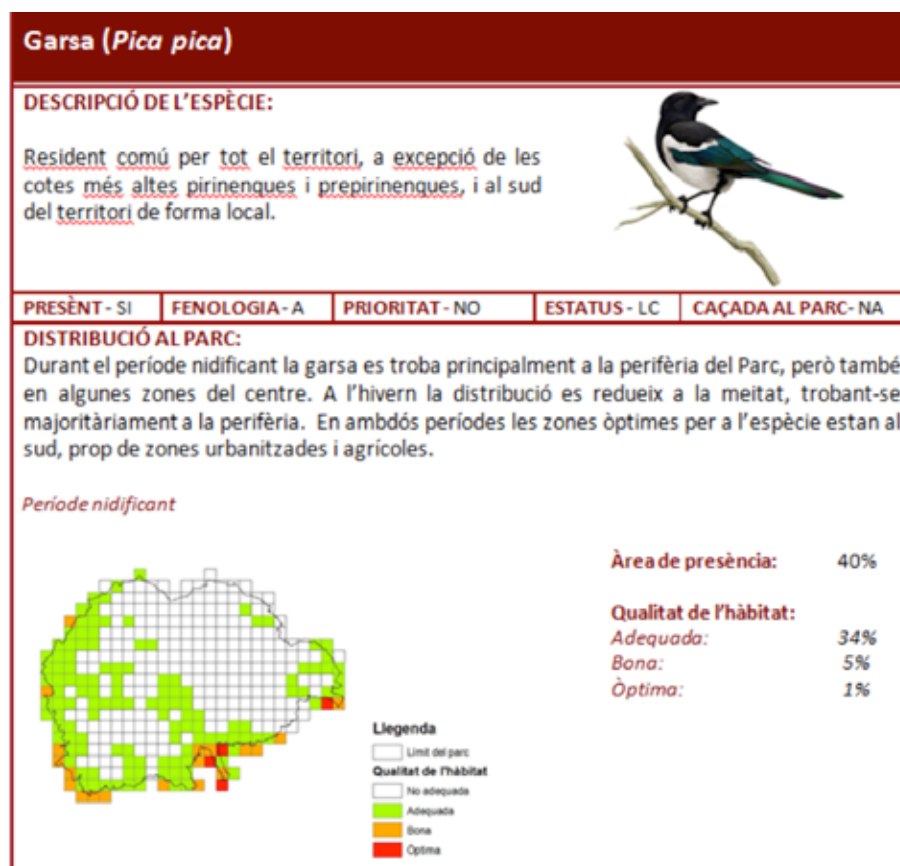 Garsa (Pica pica)
DESCRIPCIÓ DE L'ESPÈCIE:
Resident comú per tot el territori, a excepció de les
cotes més altes pirinenques i prepirinenques, i al sud
del territori de forma local.
PRESÈNT - SI FENOLOGIA - A PRIORITAT - NO ESTATUS - LC CAÇADA AL PARC- NA
DISTRIBUCIÓ AL PARC:
Durant el període nidificant la garsa es troba principalment a la perifèria del Parc, però també
en algunes zones del centre. A l'hivern la distribució es redueix a la meitat, trobant-se
majoritàriament a la perifèria. En ambdós períodes les zones òptimes per a l'espècie estan al
sud, prop de zones urbanitzades i agrícoles.
Període nidificant
Àrea de presència: 40%
Qualitat de l'hàbitat:
Adequada: 34%
Bona: 5%
Òptima: 1%
Llegenda
Límit del parc
Qualitat de l'hàbitat
No adequada
Adequada
Bona
Òptima